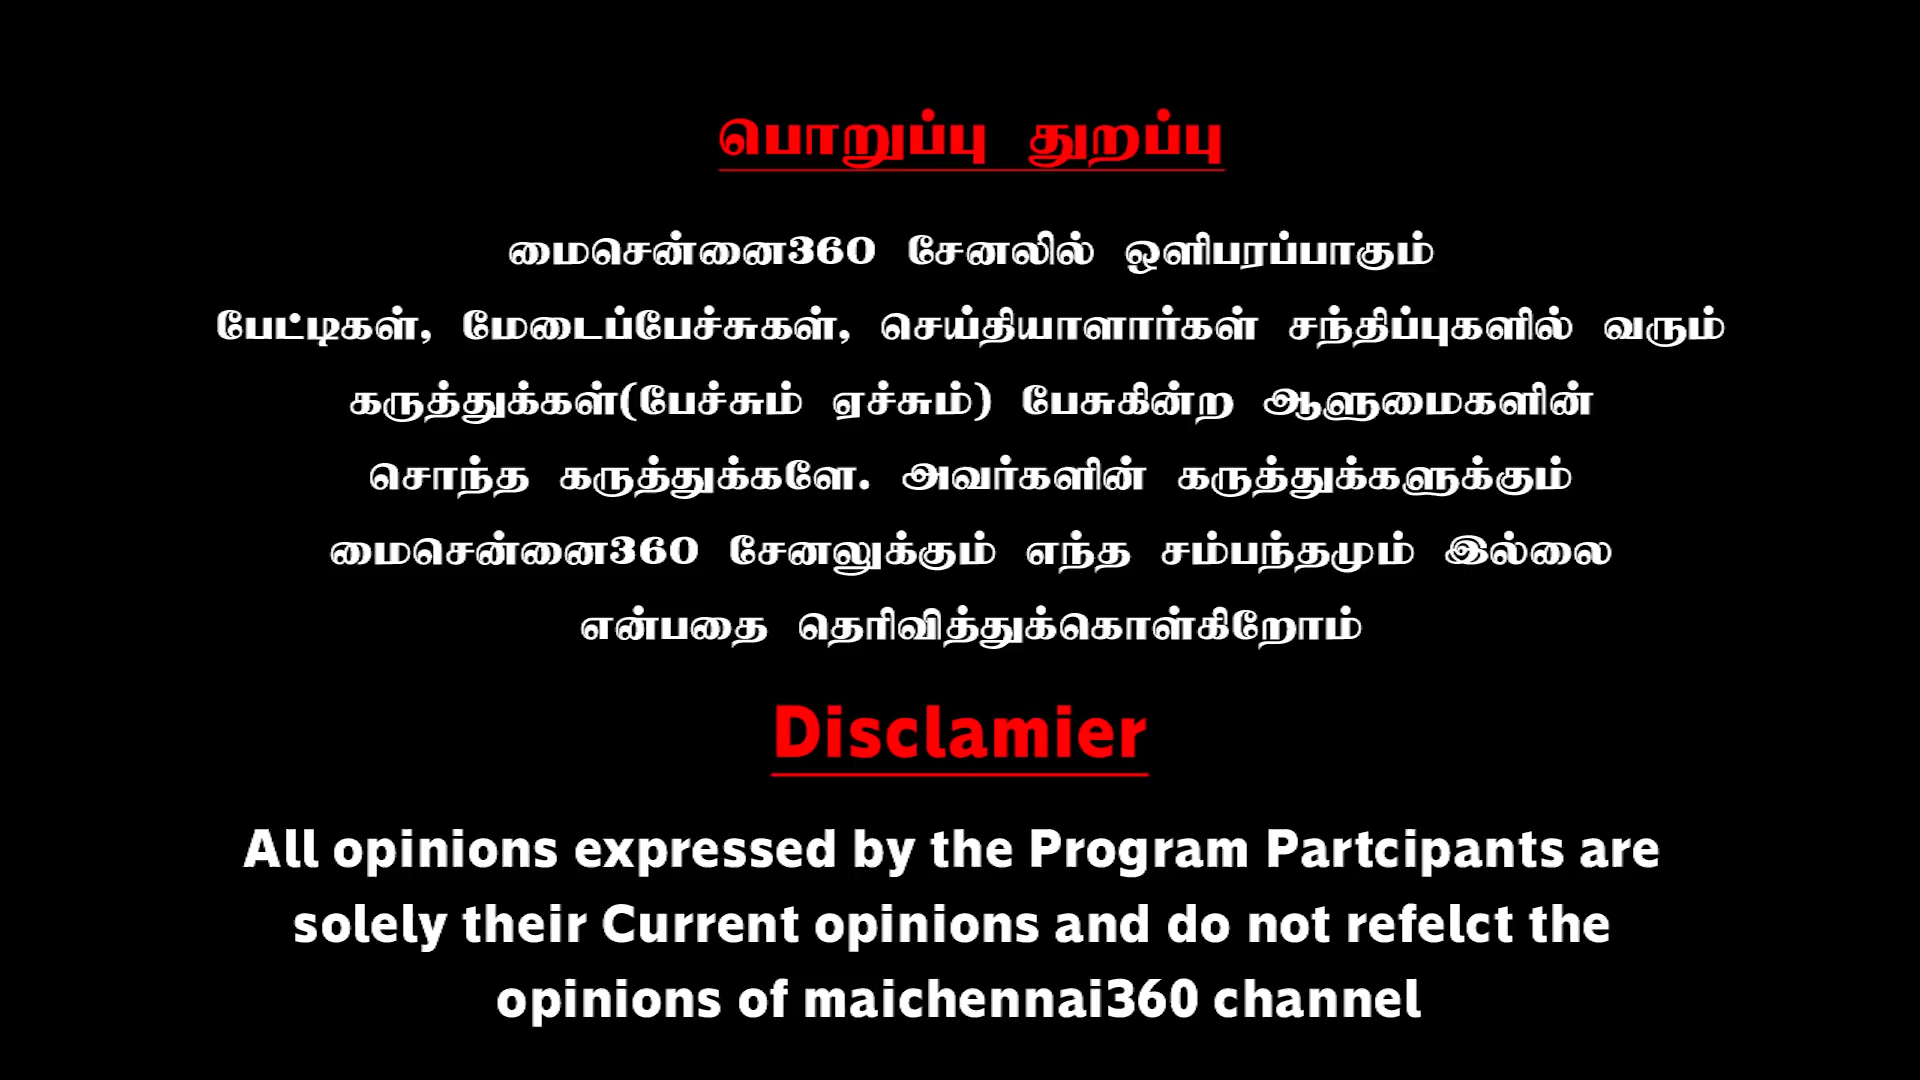 பொறுப்பு துறப்பு
மைசென்னை360 சேனலில் ஒளிபரப்பாகும்
பேட்டிகள், மேடைப்பேச்சுகள், செய்தியாளார்கள் சந்திப்புகளில் வரும்
கருத்துக்கள்(பேச்சும் ஏச்சும்) பேசுகின்ற ஆளுமைகளின்
சொந்த கருத்துக்களே. அவர்களின் கருத்துக்களுக்கும்
மைசென்னை360 சேனலுக்கும் எந்த சம்பந்தமும் இல்லை
என்பதை தெரிவித்துக்கொள்கிறோம்
Disclamier
All opinions expressed by the Program Partcipants are
solely their Current opinions and do not refelct the
opinions of maichennai360 channel